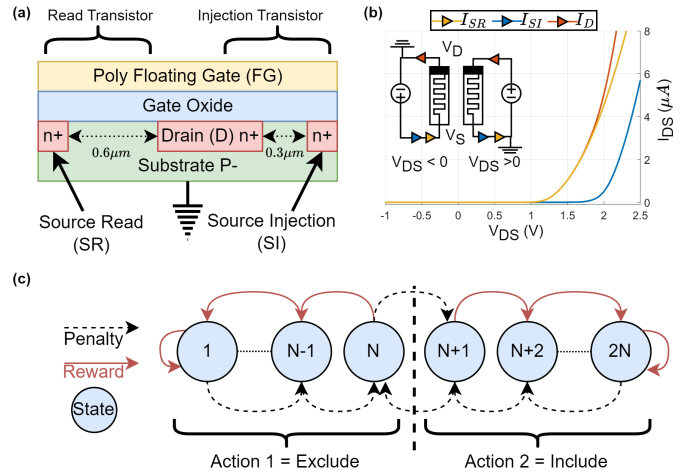 (a)
Read Transistor
Injection Transistor
Poly Floating Gate (FG)
Gate Oxide
n+
Drain (D) n+
n+
0.6μm
0.3μm
Substrate P-
Source Read
(SR)
Source Injection
(SI)
(b)
I_SR I_SI I_D
V_D
V_S
V_DS < 0
V_DS >0
8
6
4
2
0
I_DS (μA)
-1 -0.5 0 0.5 1 1.5 2 2.5
V_DS (V)
(c)
Penalty
Reward
State
1
N-1
N
N+1
N+2
2N
Action 1 = Exclude
Action 2 = Include